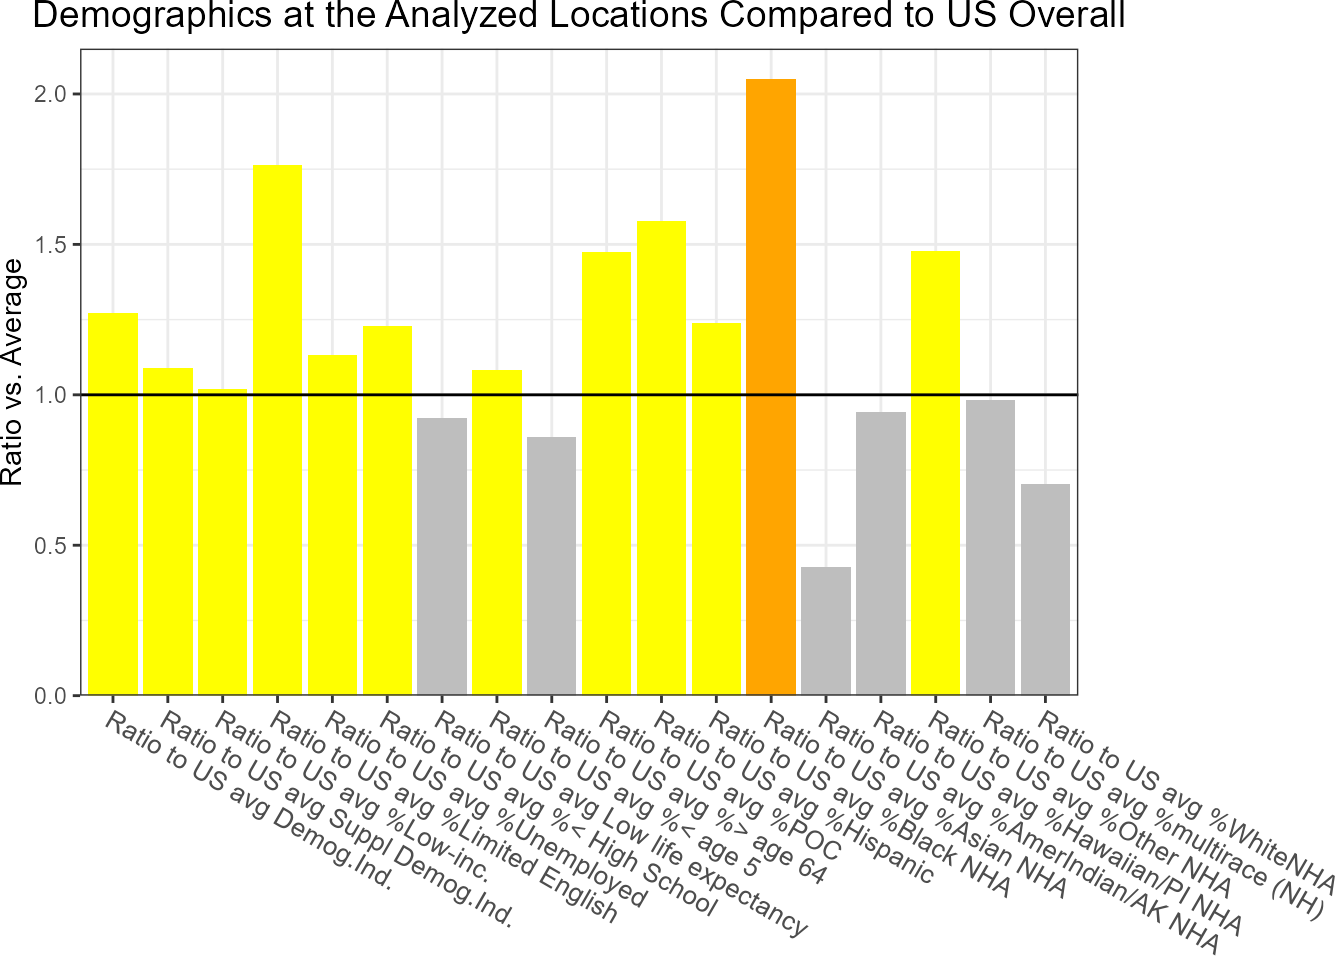 Demographics at the Analyzed Locations Compared to US Overall
Ratio vs. Average
2.0
1.5
1.0
0.5
0.0
Ratio to US avg Demog.Ind.
Ratio to US avg Suppl Demog.Ind.
Ratio to US avg %Low-inc.
Ratio to US avg %Limited English
Ratio to US avg %Unemployed
Ratio to US avg %< High School
Ratio to US avg Low life expectancy
Ratio to US avg %< age 5
Ratio to US avg %> age 64
Ratio to US avg %POC
Ratio to US avg %Hispanic
Ratio to US avg %Black NHA
Ratio to US avg %Asian NHA
Ratio to US avg %AmerIndian/AK NHA
Ratio to US avg %Hawaiian/PI NHA
Ratio to US avg %Other NHA
Ratio to US avg %multirace (NH)
Ratio to US avg %WhiteNHA